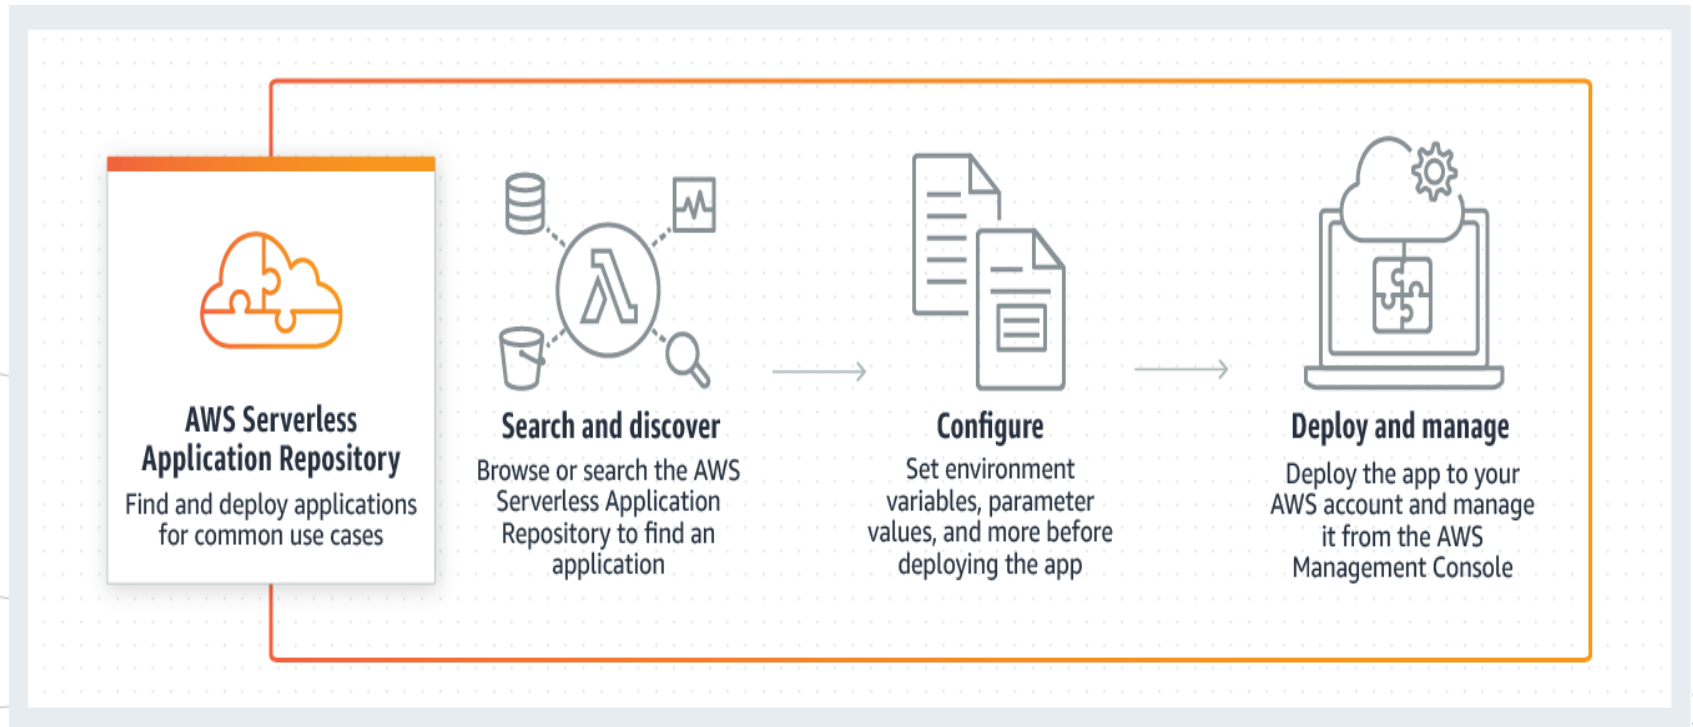 AWS Serverless
Application Repository
Find and deploy applications
for common use cases
Search and discover
Browse or search the AWS
Serverless Application
Repository to find an
application
Configure
Set environment
variables, parameter
values, and more before
deploying the app
Deploy and manage
Deploy the app to your
AWS account and manage
it from the AWS
Management Console